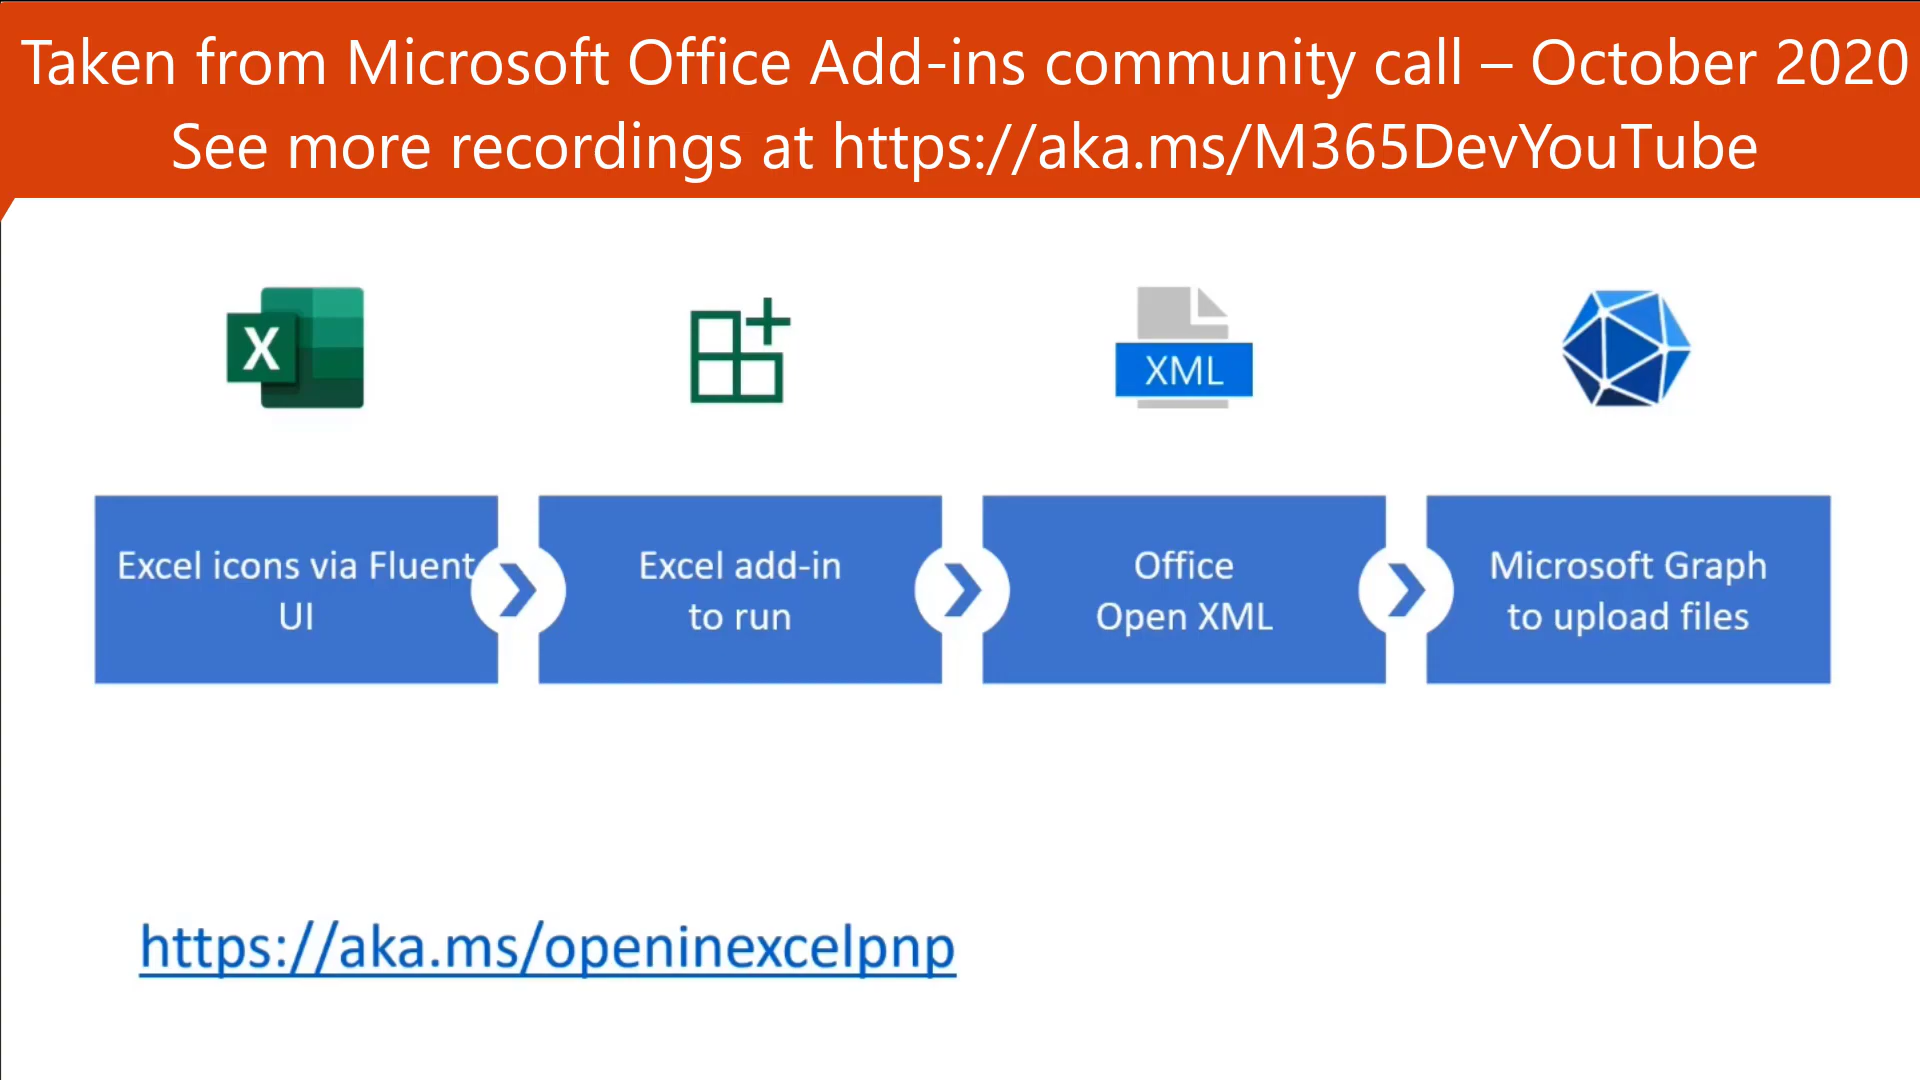 Taken from Microsoft Office Add-ins community call – October 2020
See more recordings at https://aka.ms/M365DevYouTube
X
XML
Excel icons via Fluent
UI
Excel add-in
to run
Office
Open XML
Microsoft Graph
to upload files
https://aka.ms/openinexcelpnp